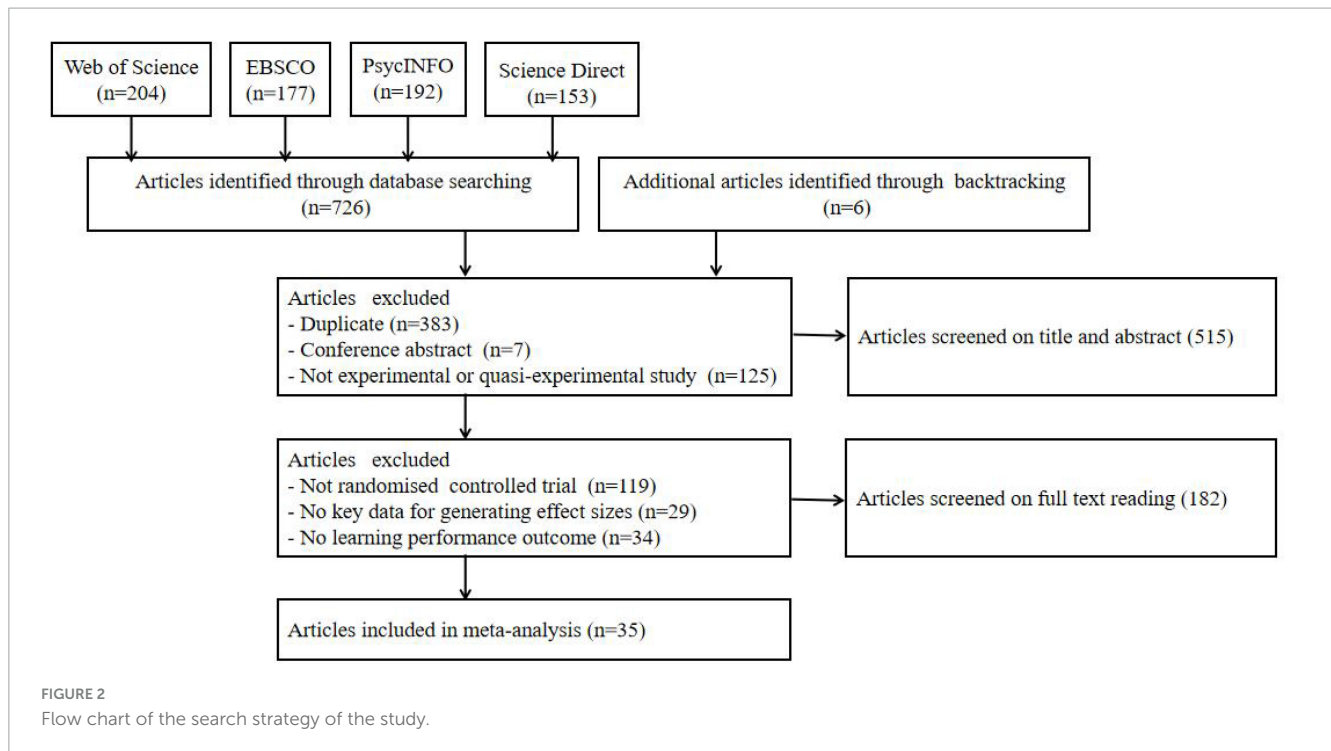 Web of Science
(n=204)
EBSCO
(n=177)
PsycINFO
(n=192)
Science Direct
(n=153)
Articles identified through database searching
(n=726)
Additional articles identified through backtracking
(n=6)
Articles excluded
- Duplicate (n=383)
- Conference abstract (n=7)
- Not experimental or quasi-experimental study (n=125)
Articles screened on title and abstract (515)
Articles excluded
- Not randomised controlled trial (n=119)
- No key data for generating effect sizes (n=29)
- No learning performance outcome (n=34)
Articles screened on full text reading (182)
Articles included in meta-analysis (n=35)
FIGURE 2
Flow chart of the search strategy of the study.